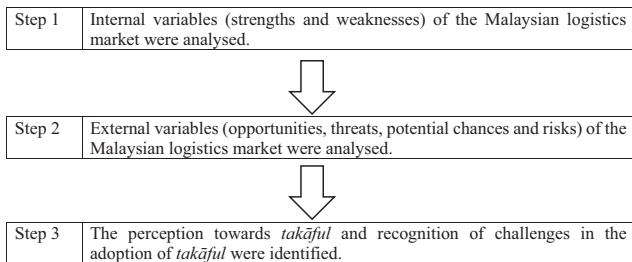 Step 1 Internal variables (strengths and weaknesses) of the Malaysian logistics
market were analysed.
Step 2 External variables (opportunities, threats, potential chances and risks) of the
Malaysian logistics market were analysed.
Step 3 The perception towards takāful and recognition of challenges in the
adoption of takāful were identified.